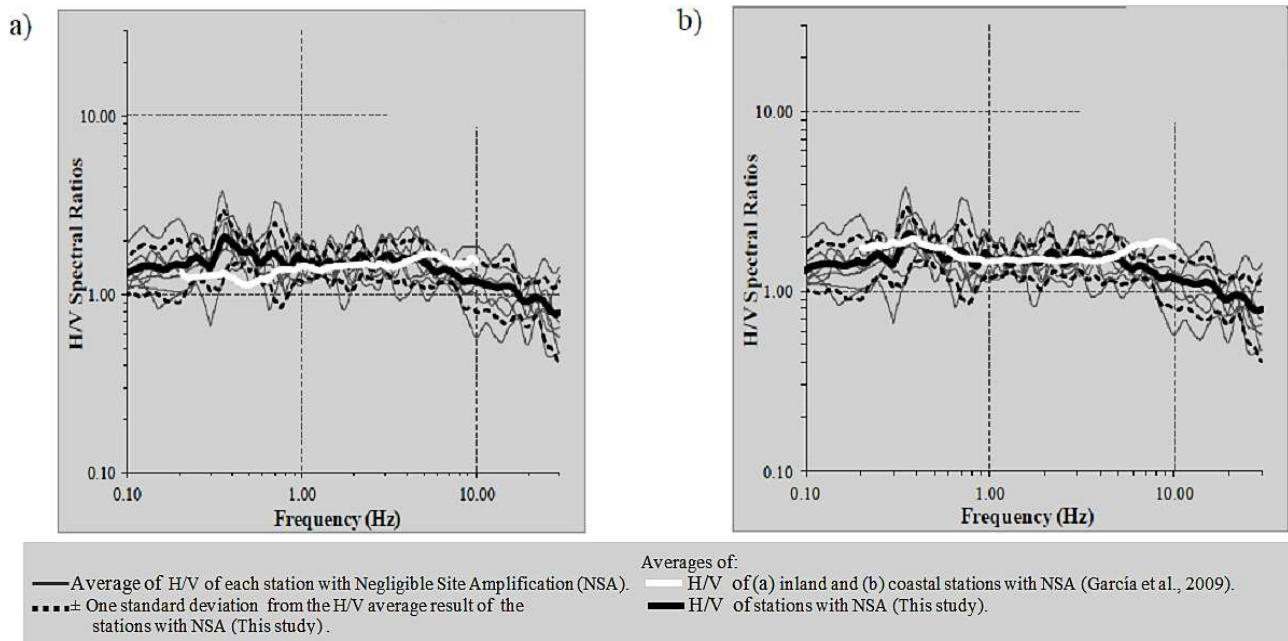 a)
10.00
H/V Spectral Ratios
1.00
0.10
0.10 1.00 10.00
Frequency (Hz)
b)
10.00
H/V Spectral Ratios
1.00
0.10
0.10 1.00 10.00
Frequency (Hz)
Average of H/V of each station with Negligible Site Amplification (NSA).
± One standard deviation from the H/V average result of the
stations with NSA (This study).
Averages of:
H/V of (a) inland and (b) coastal stations with NSA (García et al., 2009).
H/V of stations with NSA (This study).